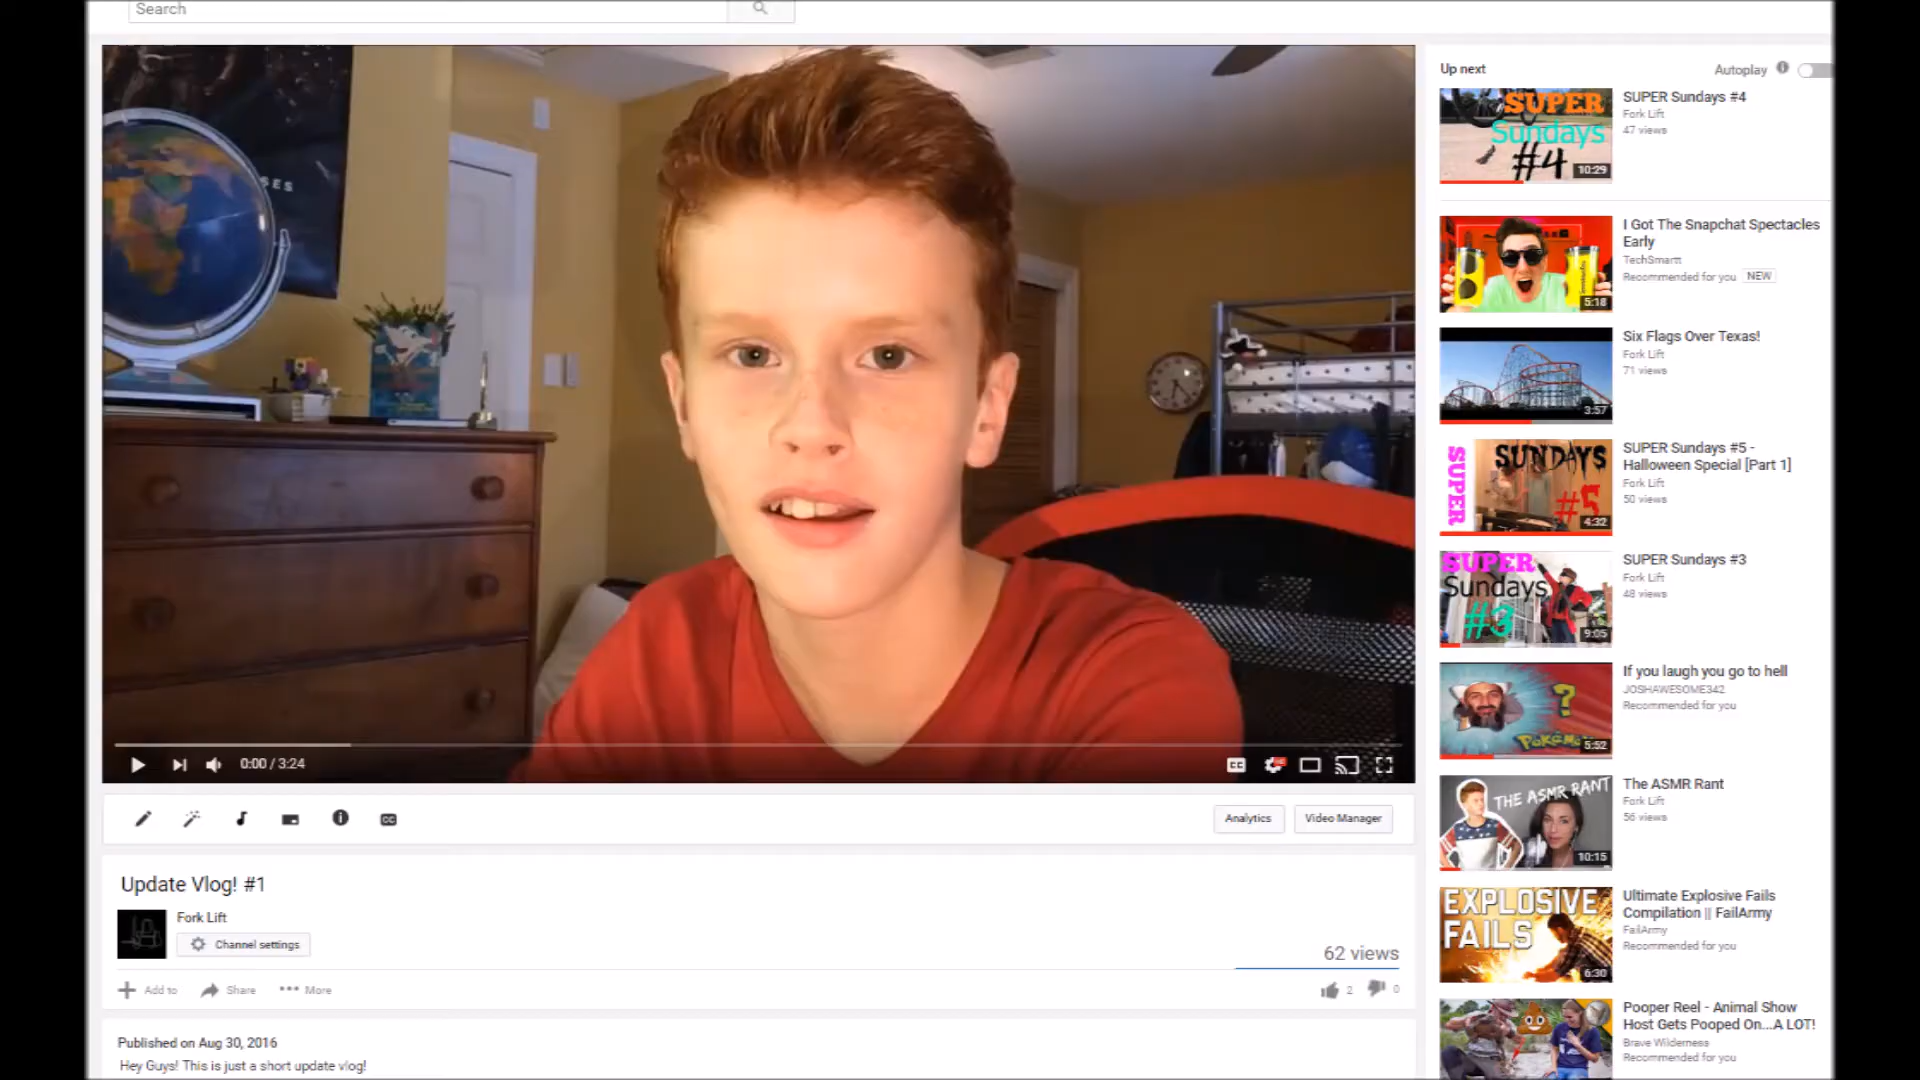 Search
SES
0:00 / 3:24
CC
HD
CC
Analytics
Video Manager
Update Vlog! #1
Fork Lift
Channel settings
62 views
Add to
Share
More
2
0
Published on Aug 30, 2016
Hey Guys! This is just a short update vlog!
Up next
Autoplay
SUPER
Sundays
#4
10:29
SUPER Sundays #4
Fork Lift
47 views
5:18
I Got The Snapchat Spectacles
Early
TechSmartt
Recommended for you
NEW
3:57
Six Flags Over Texas!
Fork Lift
71 views
SUPER
SUNDAYS
#5
4:32
SUPER Sundays #5 -
Halloween Special [Part 1]
Fork Lift
50 views
SUPER
Sundays
#3
9:05
SUPER Sundays #3
Fork Lift
48 views
?
POKéMON
5:52
If you laugh you go to hell
JOSHAWESOME342
Recommended for you
THE ASMR RANT
10:15
The ASMR Rant
Fork Lift
56 views
EXPLOSIVE
FAILS
6:30
Ultimate Explosive Fails
Compilation || FailArmy
FailArmy
Recommended for you
Pooper Reel - Animal Show
Host Gets Pooped On...A LOT!
Brave Wilderness
Recommended for you